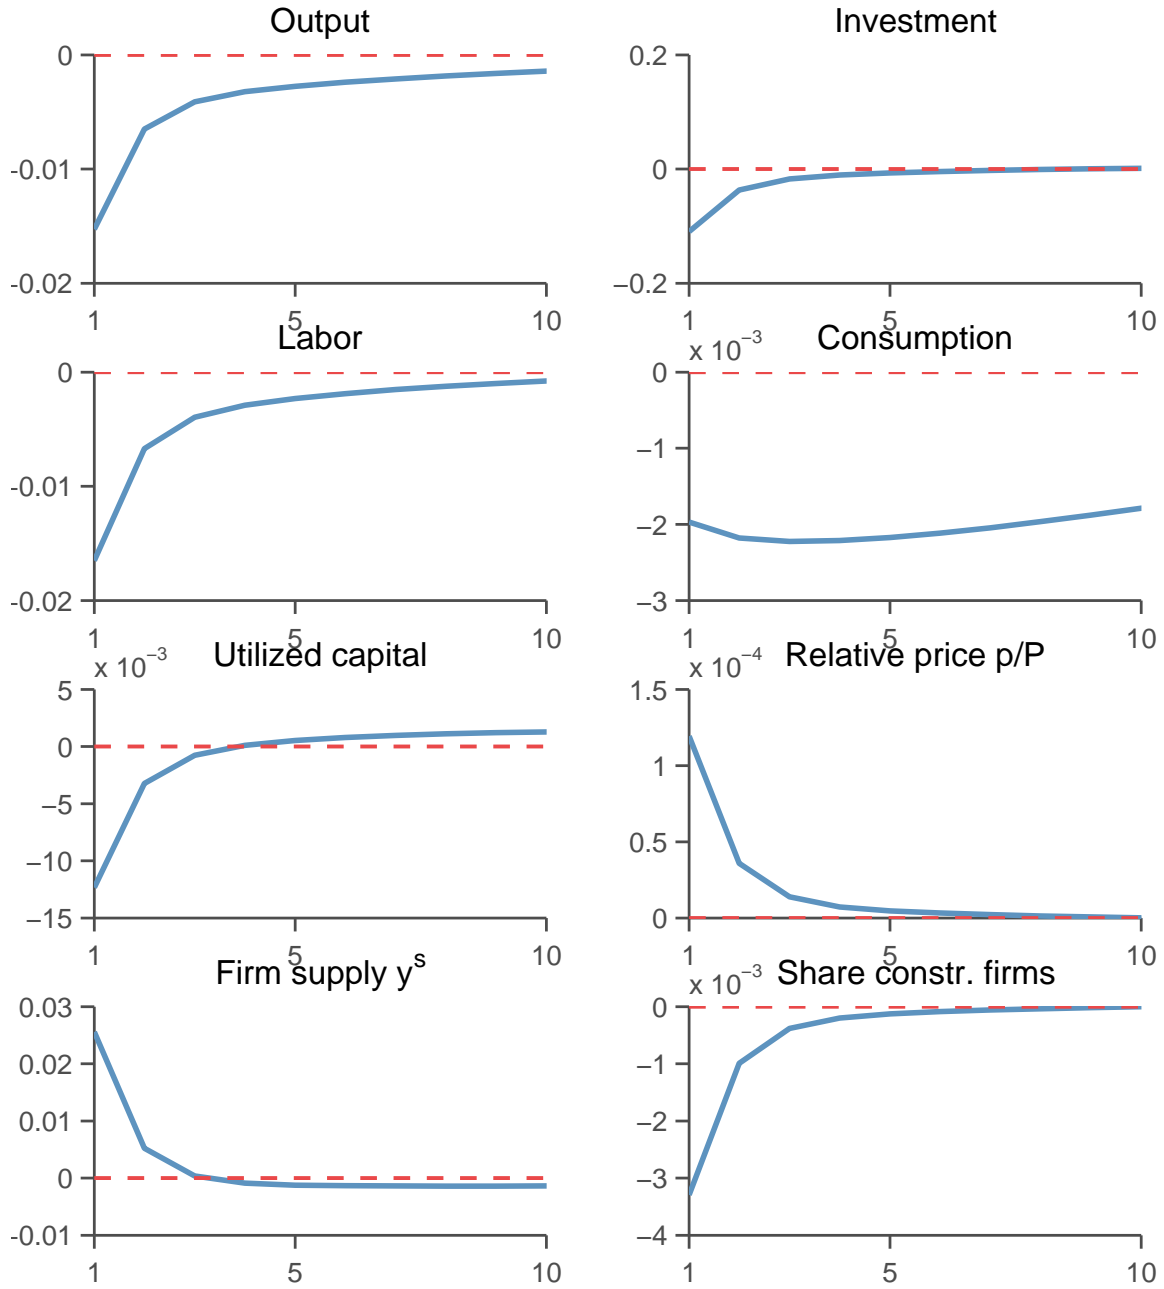 Output
0
-0.01
-0.02
1 5 10
Investment
0.2
0
−0.2
1 5 10
Labor
0
-0.01
-0.02
1 5 10
Consumption
x 10−3
0
−1
−2
−3
1 5 10
Utilized capital
x 10−3
5
0
−5
−10
−15
1 5 10
Relative price p/P
x 10−4
1.5
1
0.5
0
1 5 10
Firm supply ys
0.03
0.02
0.01
0
-0.01
1 5 10
Share constr. firms
x 10−3
0
−1
−2
−3
−4
1 5 10